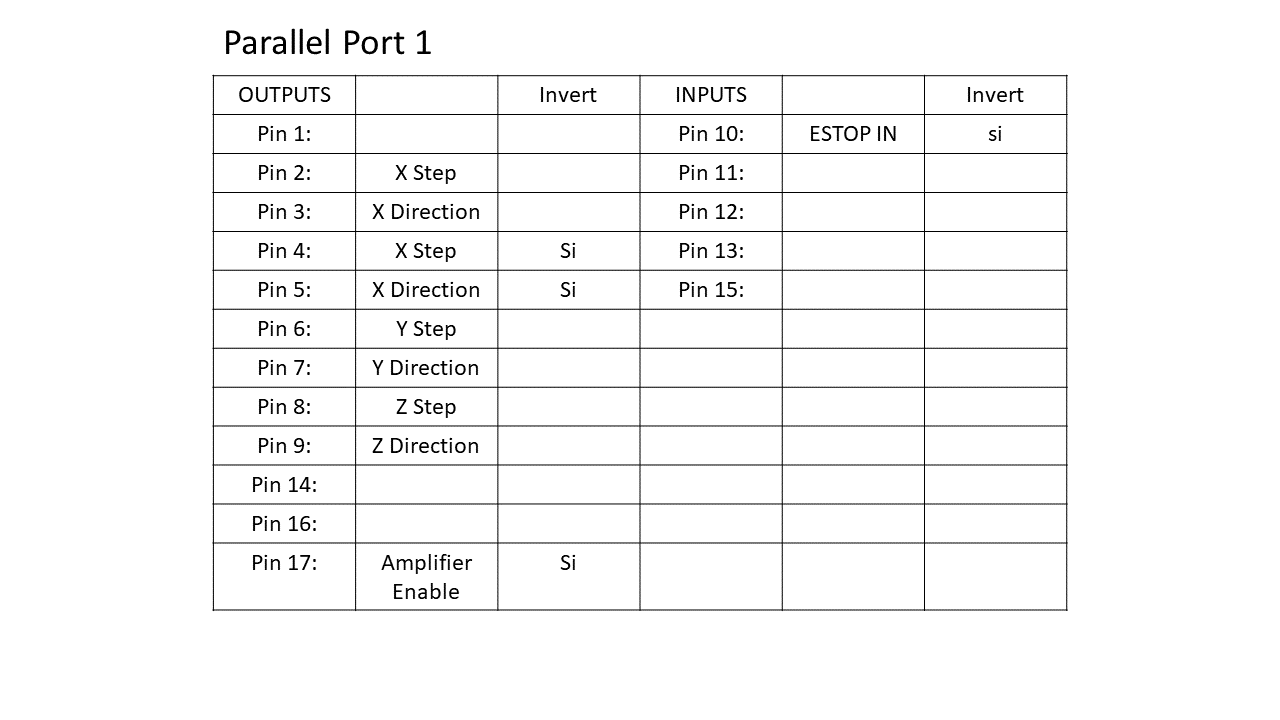 Parallel Port 1
OUTPUTS Invert INPUTS Invert
Pin 1: Pin 10: ESTOP IN si
Pin 2: X Step Pin 11:
Pin 3: X Direction Pin 12:
Pin 4: X Step Si Pin 13:
Pin 5: X Direction Si Pin 15:
Pin 6: Y Step
Pin 7: Y Direction
Pin 8: Z Step
Pin 9: Z Direction
Pin 14:
Pin 16:
Pin 17: Amplifier Si
Enable